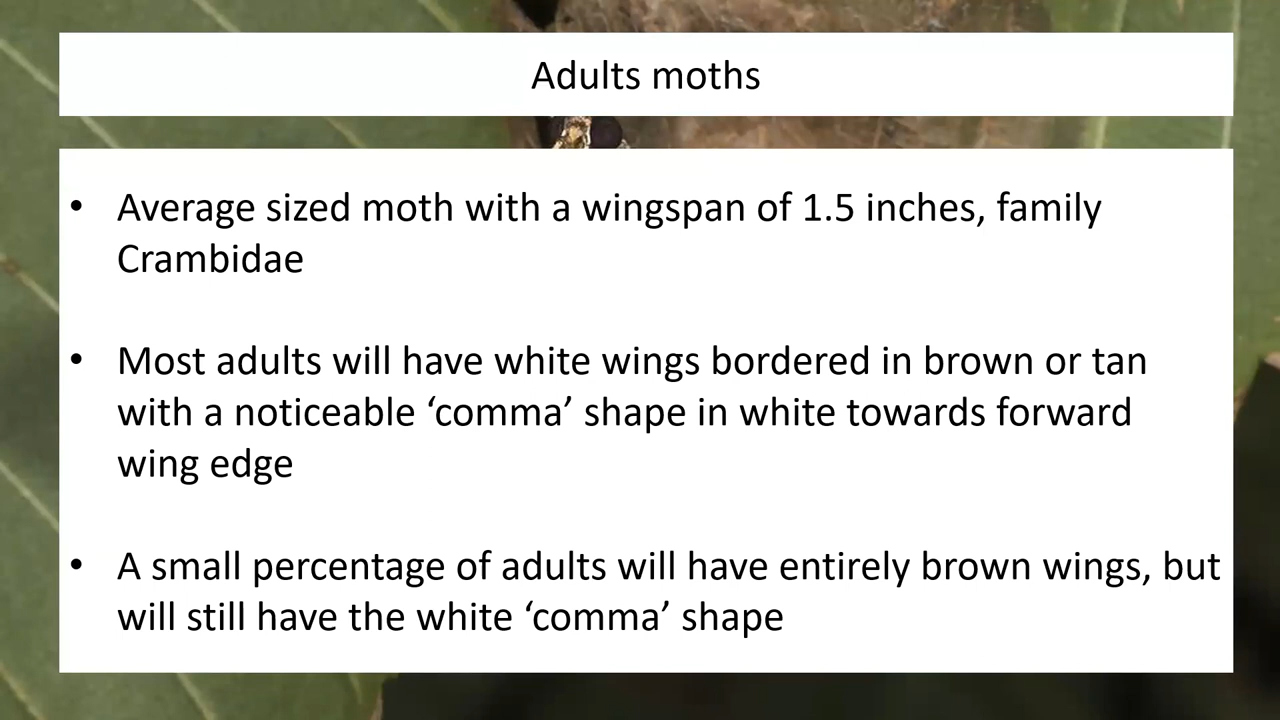 Adults moths
• Average sized moth with a wingspan of 1.5 inches, family
Crambidae
• Most adults will have white wings bordered in brown or tan
with a noticeable ‘comma’ shape in white towards forward
wing edge
• A small percentage of adults will have entirely brown wings, but
will still have the white ‘comma’ shape